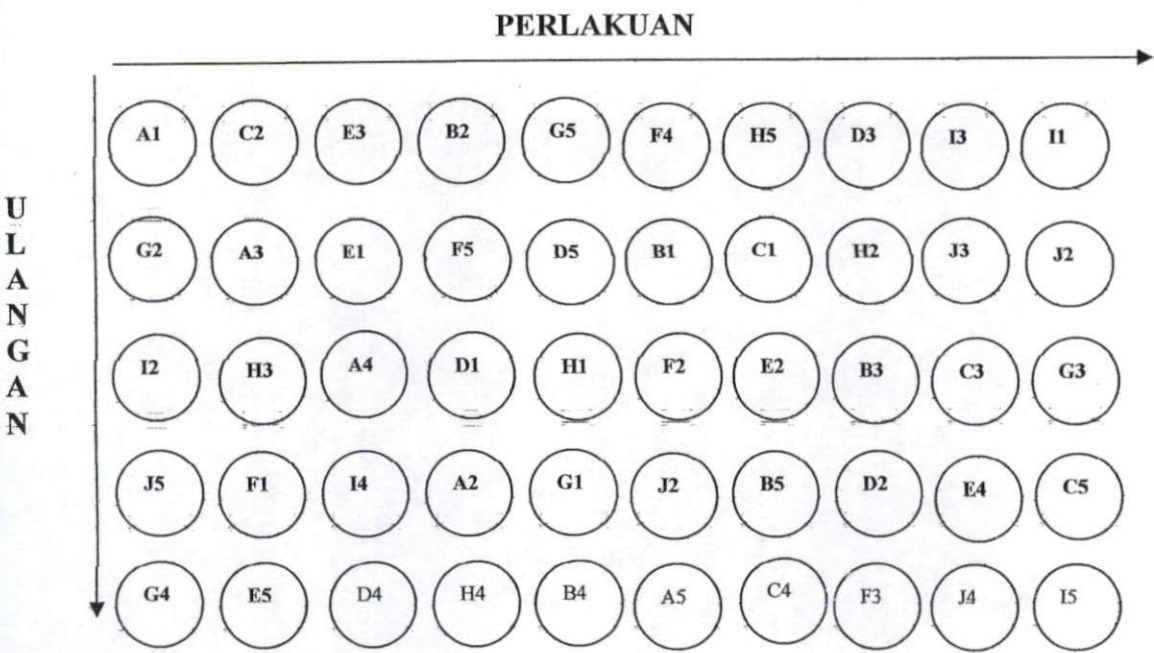 PERLAKUAN
ULANGAN
A1 C2 E3 B2 G5 F4 H5 D3 I3 I1
G2 A3 E1 F5 D5 B1 C1 H2 J3 J2
I2 H3 A4 D1 H1 F2 E2 B3 C3 G3
J5 F1 I4 A2 G1 J2 B5 D2 E4 C5
G4 E5 D4 H4 B4 A5 C4 F3 J4 I5